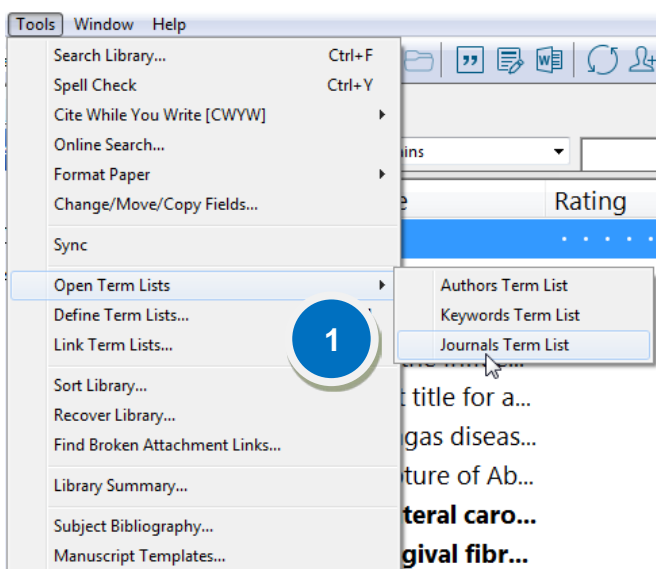 Tools Window Help
Search Library... Ctrl+F
Spell Check Ctrl+Y
Cite While You Write [CWYW]
Online Search...
Format Paper
Change/Move/Copy Fields...
Sync
Open Term Lists
Define Term Lists...
Link Term Lists...
Sort Library...
Recover Library...
Find Broken Attachment Links...
Library Summary...
Subject Bibliography...
Manuscript Templates...
1
Authors Term List
Keywords Term List
Journals Term List
ins
Rating
title for a...
gas diseas...
ture of Ab...
teral caro...
gival fibr...